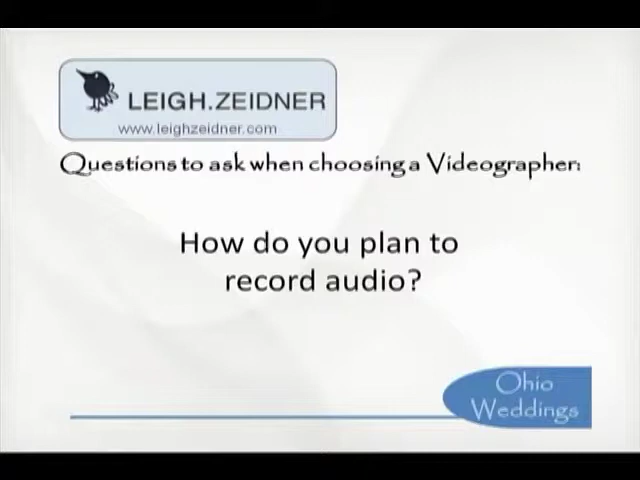 LEIGH.ZEIDNER
www.leighzeidner.com
Questions to ask when choosing a Videographer:
How do you plan to
record audio?
Ohio
Weddings